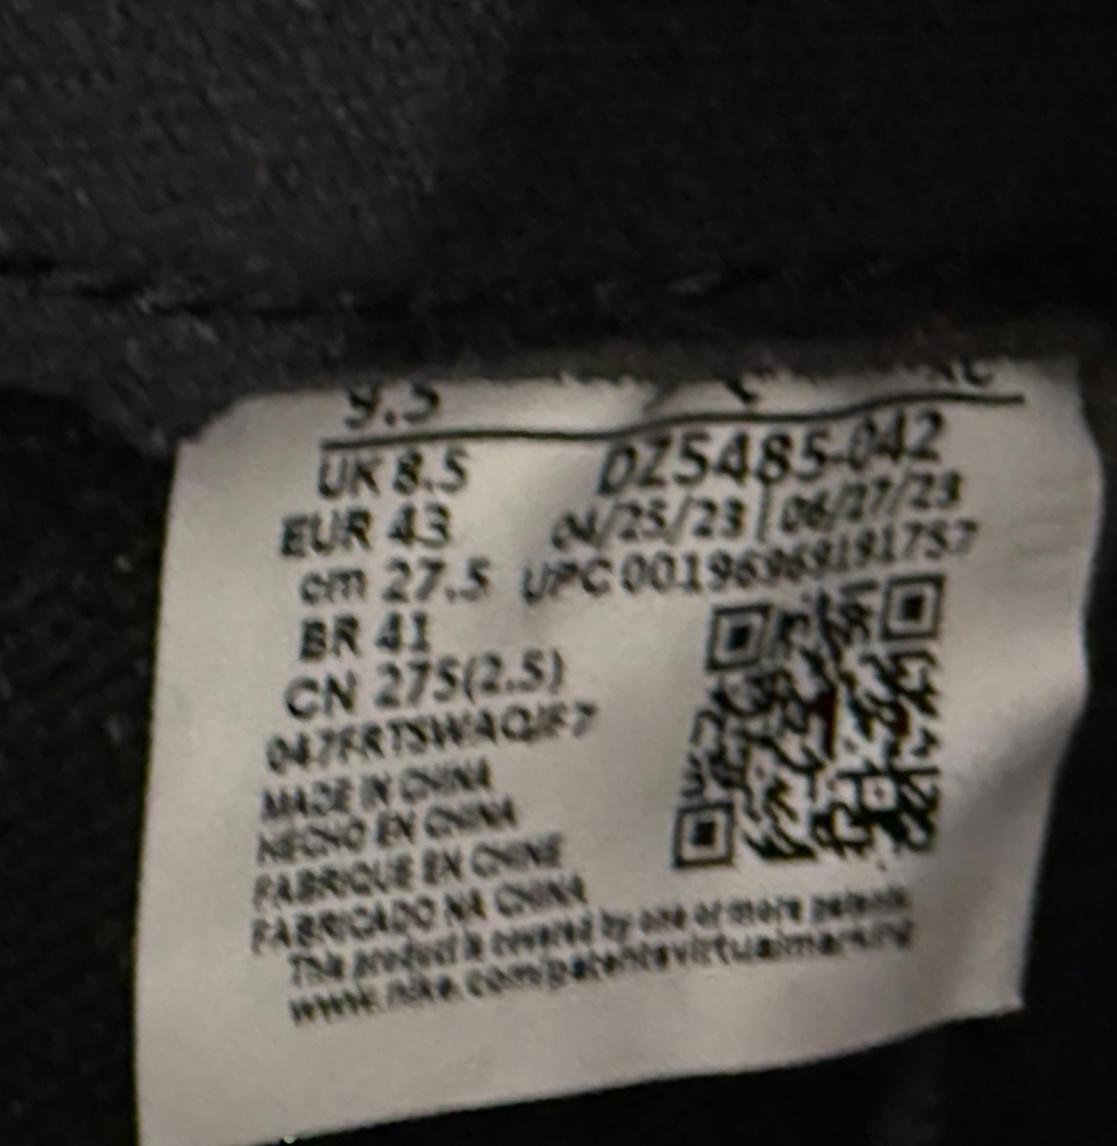 9.5
UK 8.5 DZ5485-042
EUR 43 04/25/23 | 06/27/23
cm 27.5 UPC 00196969191757
BR 41
CN 275(2.5)
MADE IN CHINA
HECHO EN CHINA
FABRIQUE EN CHINE
FABRICADO NA CHINA
This product is covered by one or more patents.
www.nike.com/patentsvirtualmarking